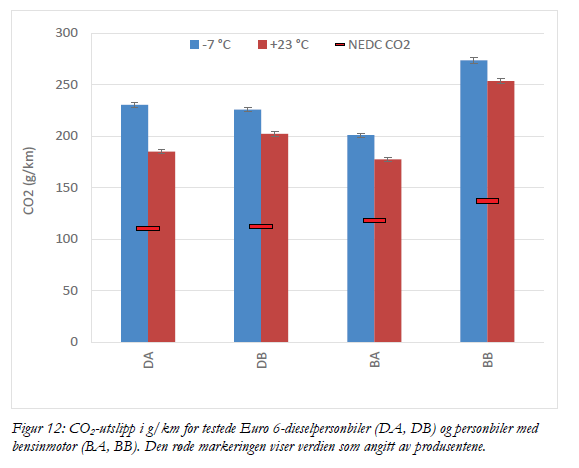 300
-7 °C
+23 °C
NEDC CO2
250
200
150
100
50
0
CO2 (g/km)
DA
DB
BA
BB
Figur 12: CO₂-utslipp i g/km for testede Euro 6-dieselpersonbiler (DA, DB) og personbiler med
bensinmotor (BA, BB). Den røde markeringen viser verdien som angitt av produsentene.